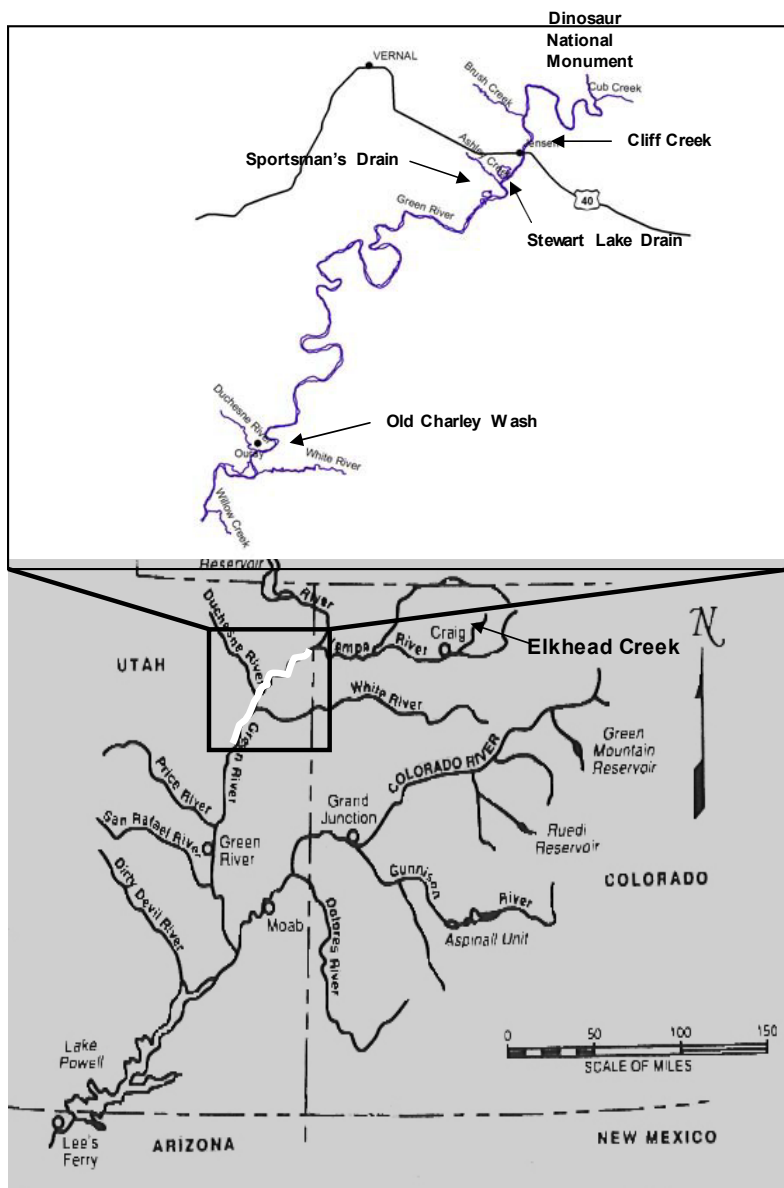 Dinosaur
National
Monument
VERNAL
Brush Creek
Cub Creek
Cliff Creek
Jensen
Ashley Creek
Sportsman's Drain
40
Green River
Stewart Lake Drain
Duchesne River
Old Charley Wash
Ouray
White River
Willow Creek
Reservoir
River
Duchesne River
Yampa River
Craig
Elkhead Creek
N
UTAH
White River
Green River
COLORADO RIVER
Green
Mountain
Reservoir
Price River
Grand
Junction
San Rafael River
Green
River
Ruedi
Reservoir
Dirty Devil River
Gunnison River
COLORADO
Moab
Dolores River
Aspinall Unit
Lake
Powell
0 50 100 150
SCALE OF MILES
Lee's
Ferry
ARIZONA
NEW MEXICO